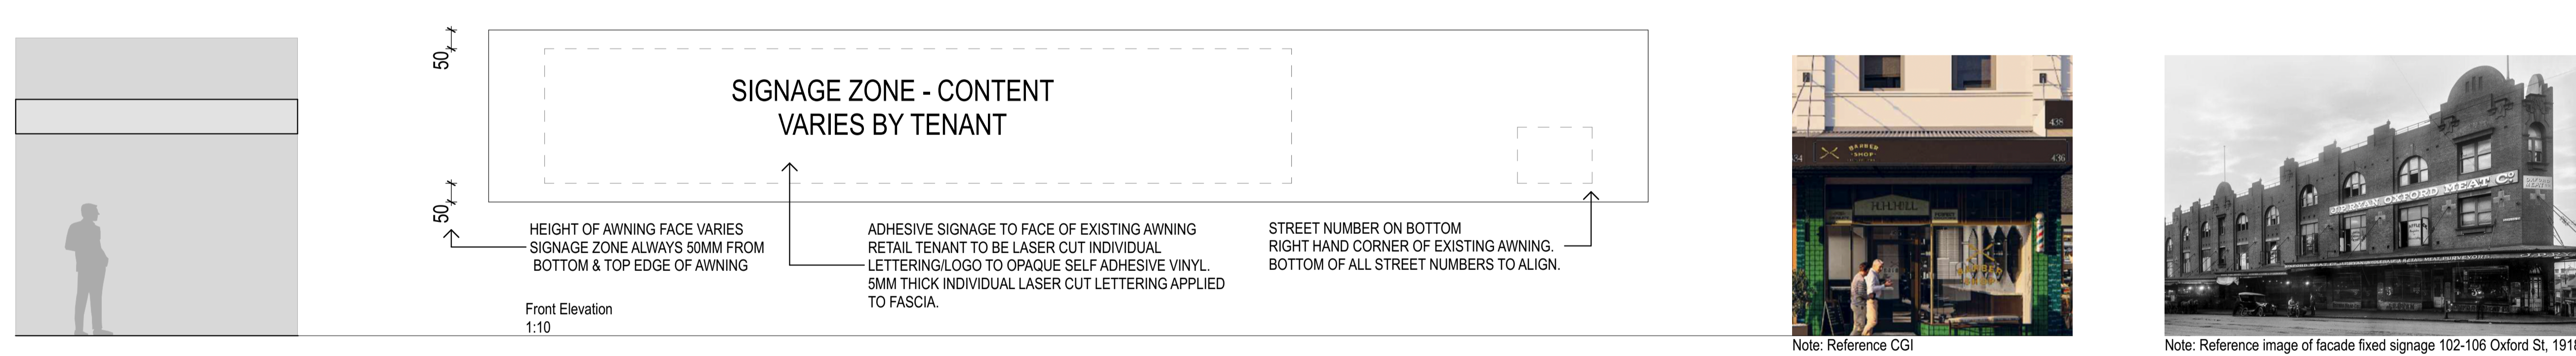 50
SIGNAGE ZONE - CONTENT
VARIES BY TENANT
50
HEIGHT OF AWNING FACE VARIES
SIGNAGE ZONE ALWAYS 50MM FROM
BOTTOM & TOP EDGE OF AWNING
ADHESIVE SIGNAGE TO FACE OF EXISTING AWNING
RETAIL TENANT TO BE LASER CUT INDIVIDUAL
LETTERING/LOGO TO OPAQUE SELF ADHESIVE VINYL.
5MM THICK INDIVIDUAL LASER CUT LETTERING APPLIED
TO FASCIA.
STREET NUMBER ON BOTTOM
RIGHT HAND CORNER OF EXISTING AWNING.
BOTTOM OF ALL STREET NUMBERS TO ALIGN.
Front Elevation
1:10
438
BARBER
SHOP
436
BARBER
Note: Reference CGI
RYAN OXFORD MEAT CO
Note: Reference image of facade fixed signage 102-106 Oxford St, 191